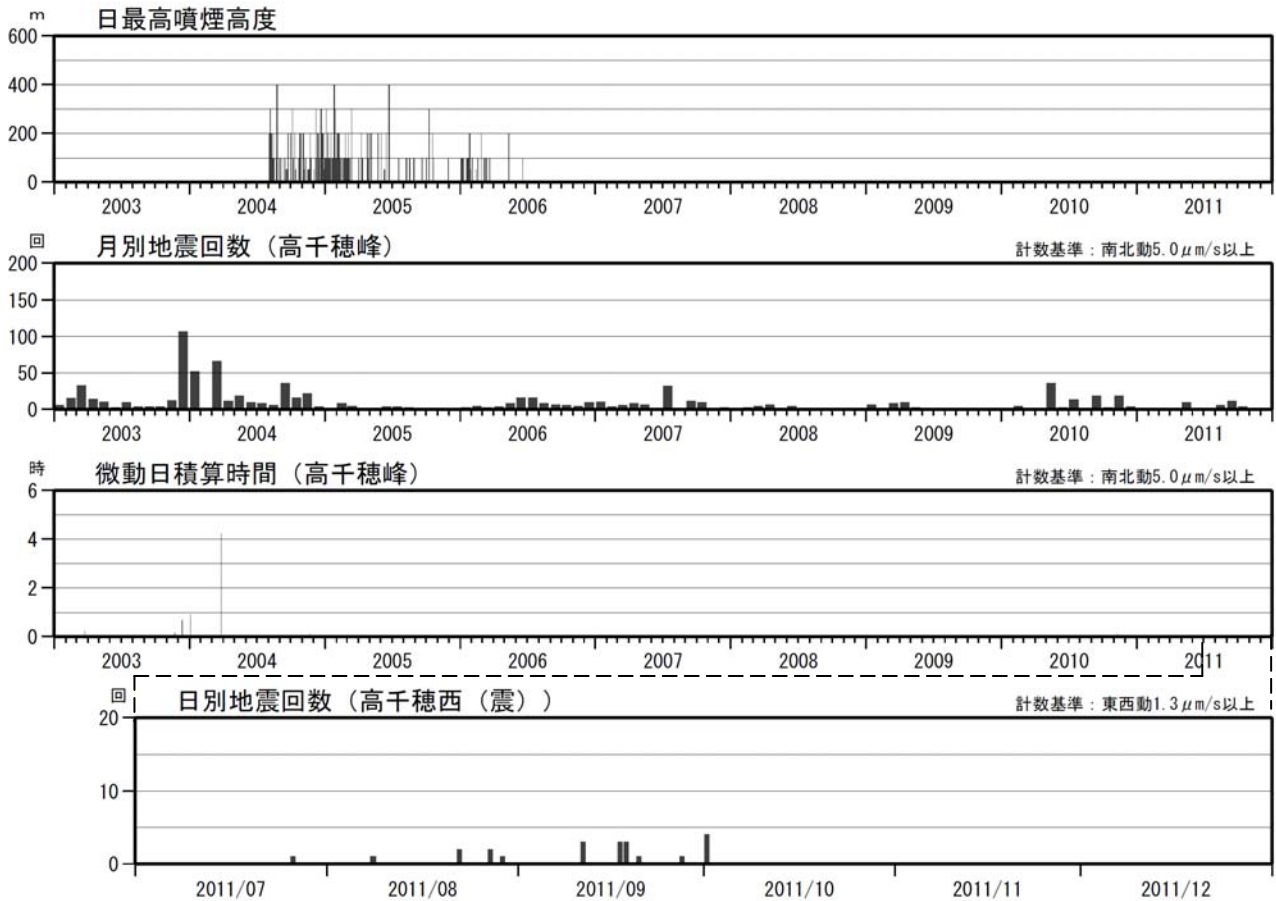 m 日最高噴煙高度
600
400
200
0
2003 2004 2005 2006 2007 2008 2009 2010 2011
回 月別地震回数（高千穂峰） 計数基準：南北動5.0μm/s以上
200
150
100
50
0
2003 2004 2005 2006 2007 2008 2009 2010 2011
時 微動日積算時間（高千穂峰） 計数基準：南北動5.0μm/s以上
6
4
2
0
2003 2004 2005 2006 2007 2008 2009 2010 2011
回 日別地震回数（高千穂西（震）） 計数基準：東西動1.3μm/s以上
20
10
0
2011/07 2011/08 2011/09 2011/10 2011/11 2011/12